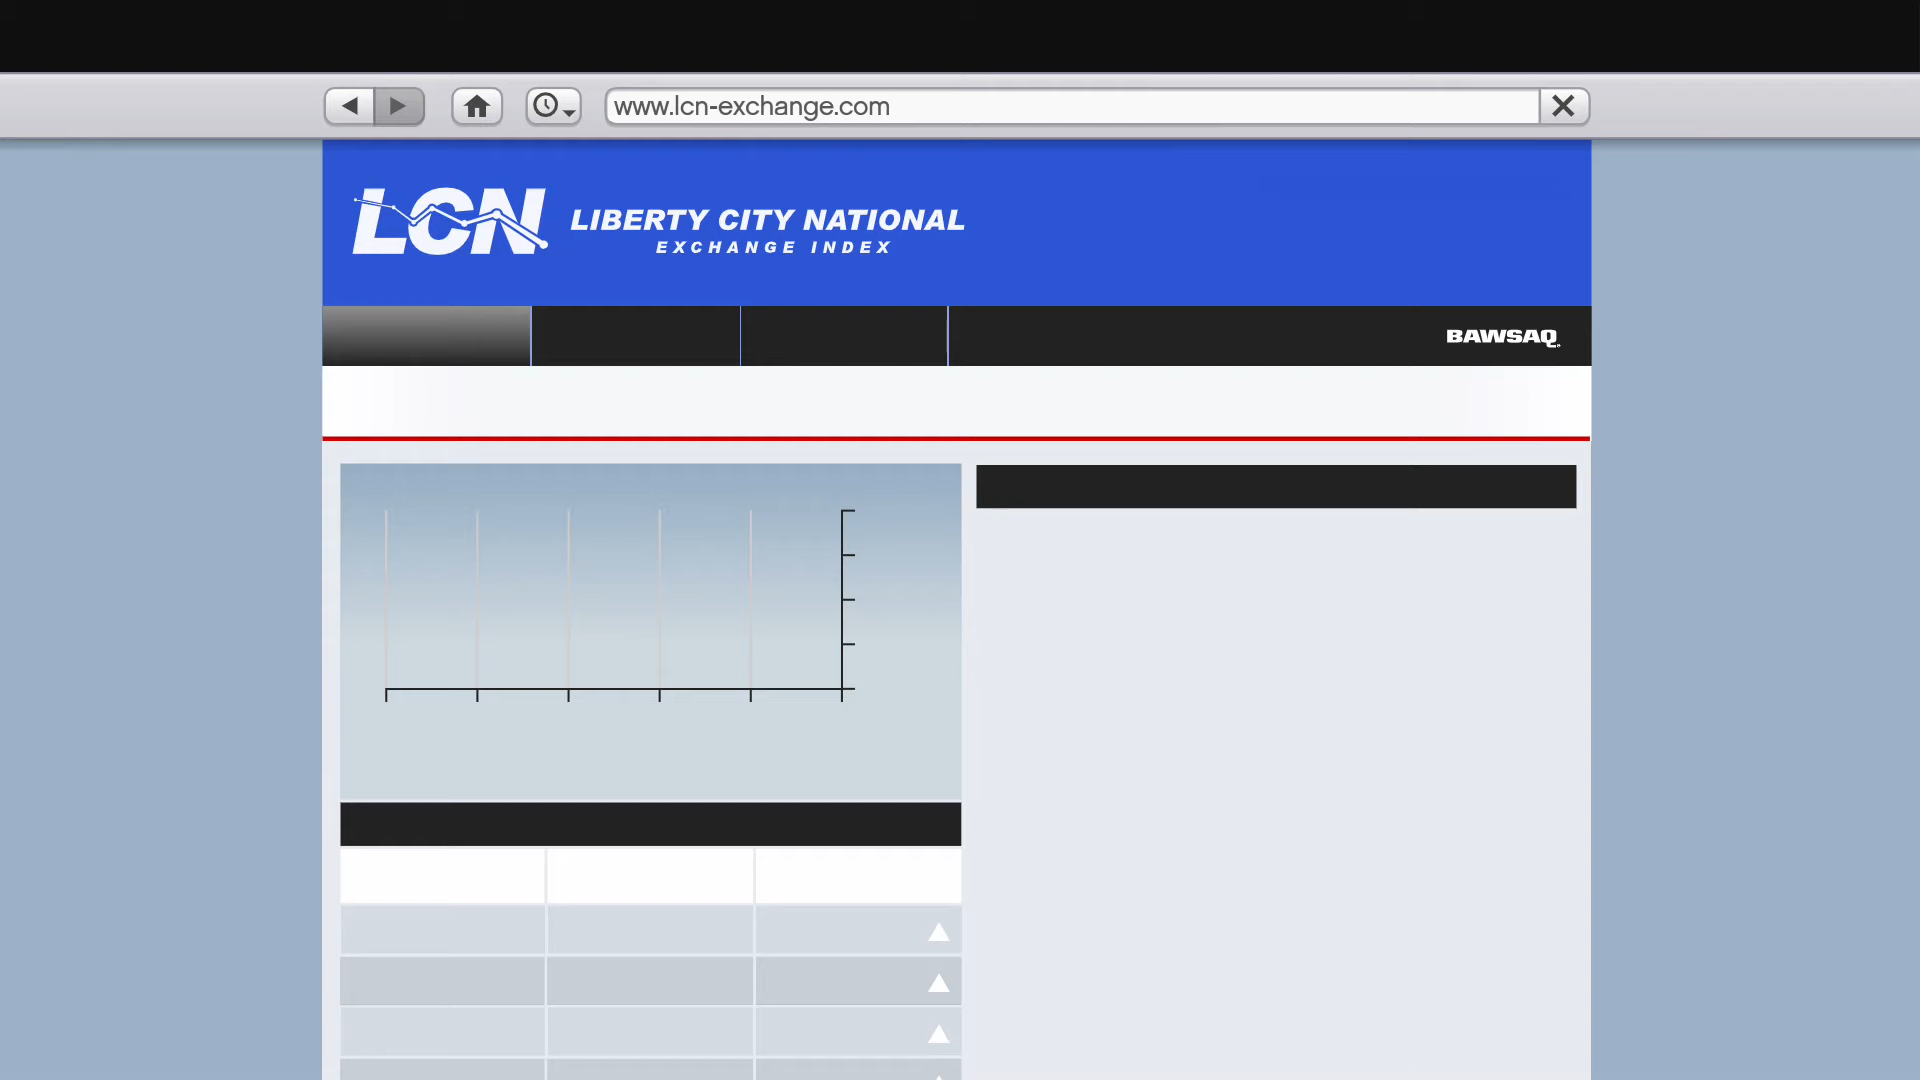 www.lcn-exchange.com
LCN
LIBERTY CITY NATIONAL
EXCHANGE INDEX
BAWSAQ